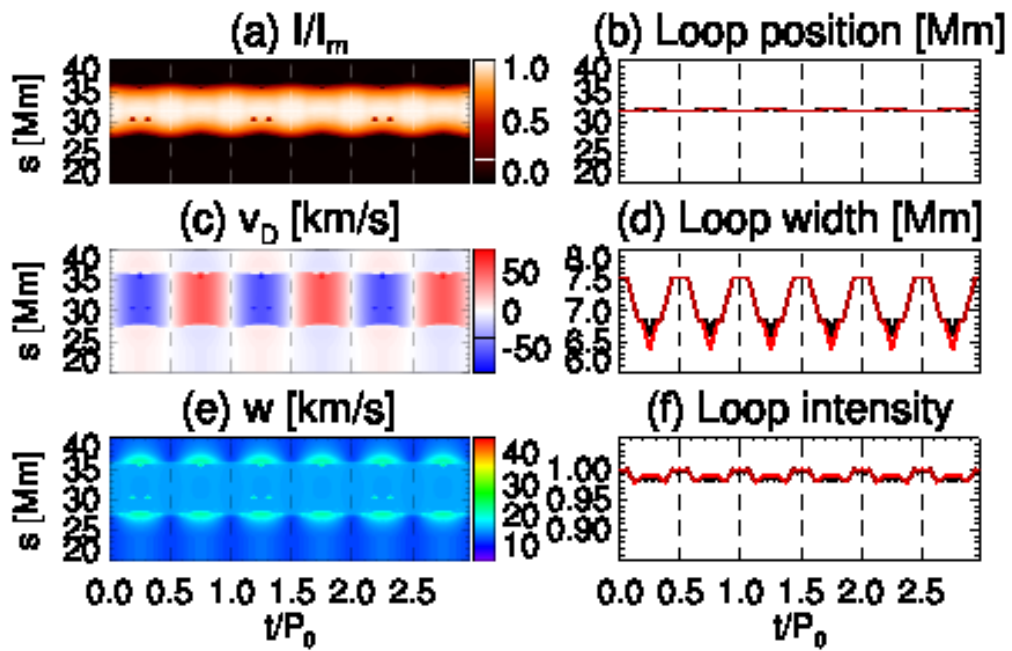 (a) I/I_m
(b) Loop position [Mm]
s [Mm]
40
35
30
25
20
1.0
0.5
0.0
40
35
30
25
20
(c) v_D [km/s]
(d) Loop width [Mm]
s [Mm]
40
35
30
25
20
50
0
-50
8.0
7.5
7.0
6.5
6.0
(e) w [km/s]
(f) Loop intensity
s [Mm]
40
35
30
25
20
40
30
20
10
1.00
0.95
0.90
0.0 0.5 1.0 1.5 2.0 2.5
0.0 0.5 1.0 1.5 2.0 2.5
t/P_0
t/P_0